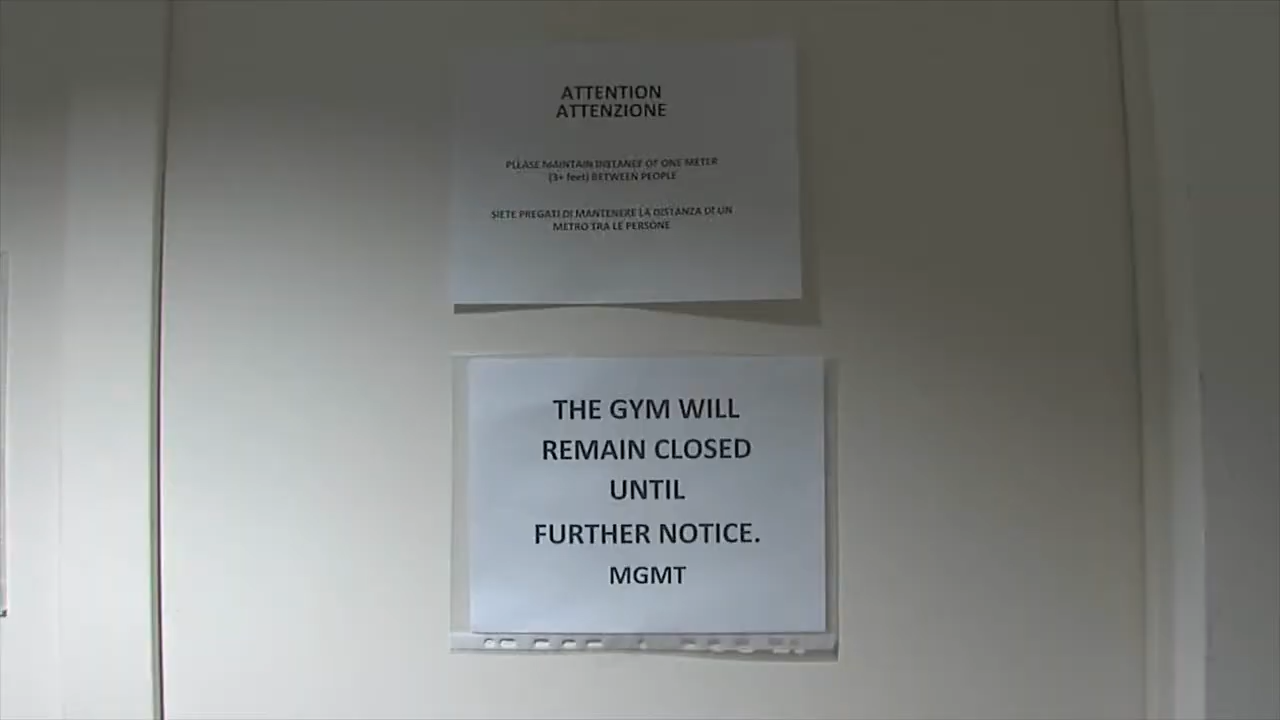 ATTENTION
ATTENZIONE
PLEASE MAINTAIN DISTANCE OF ONE METER
(3+ feet) BETWEEN PEOPLE
SIETE PREGATI DI MANTENERE LA DISTANZA DI UN
METRO TRA LE PERSONE
THE GYM WILL
REMAIN CLOSED
UNTIL
FURTHER NOTICE.
MGMT